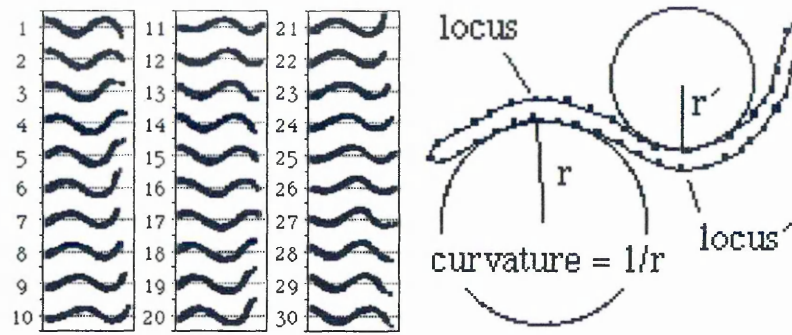 1 11 21
2 12 22
3 13 23
4 14 24
5 15 25
6 16 26
7 17 27
8 18 28
9 19 29
10 20 30
locus
r´
r
locus´
curvature = 1/r